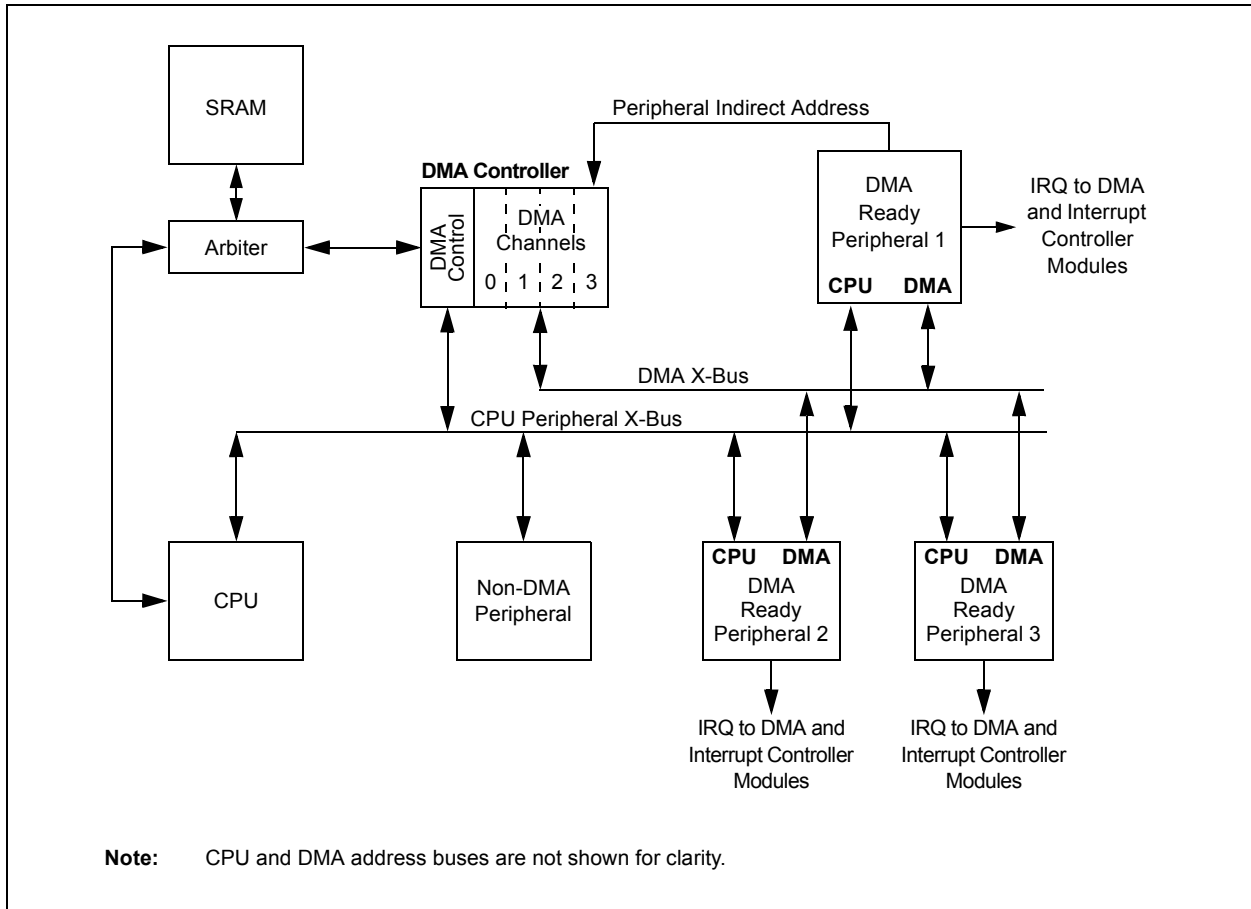 SRAM
Arbiter
DMA Controller
DMA
Control
DMA
Channels
0 1 2 3
Peripheral Indirect Address
DMA
Ready
Peripheral 1
CPU DMA
IRQ to DMA
and Interrupt
Controller
Modules
DMA X-Bus
CPU Peripheral X-Bus
CPU
Non-DMA
Peripheral
CPU DMA
DMA
Ready
Peripheral 2
CPU DMA
DMA
Ready
Peripheral 3
IRQ to DMA and
Interrupt Controller
Modules
IRQ to DMA and
Interrupt Controller
Modules
Note: CPU and DMA address buses are not shown for clarity.